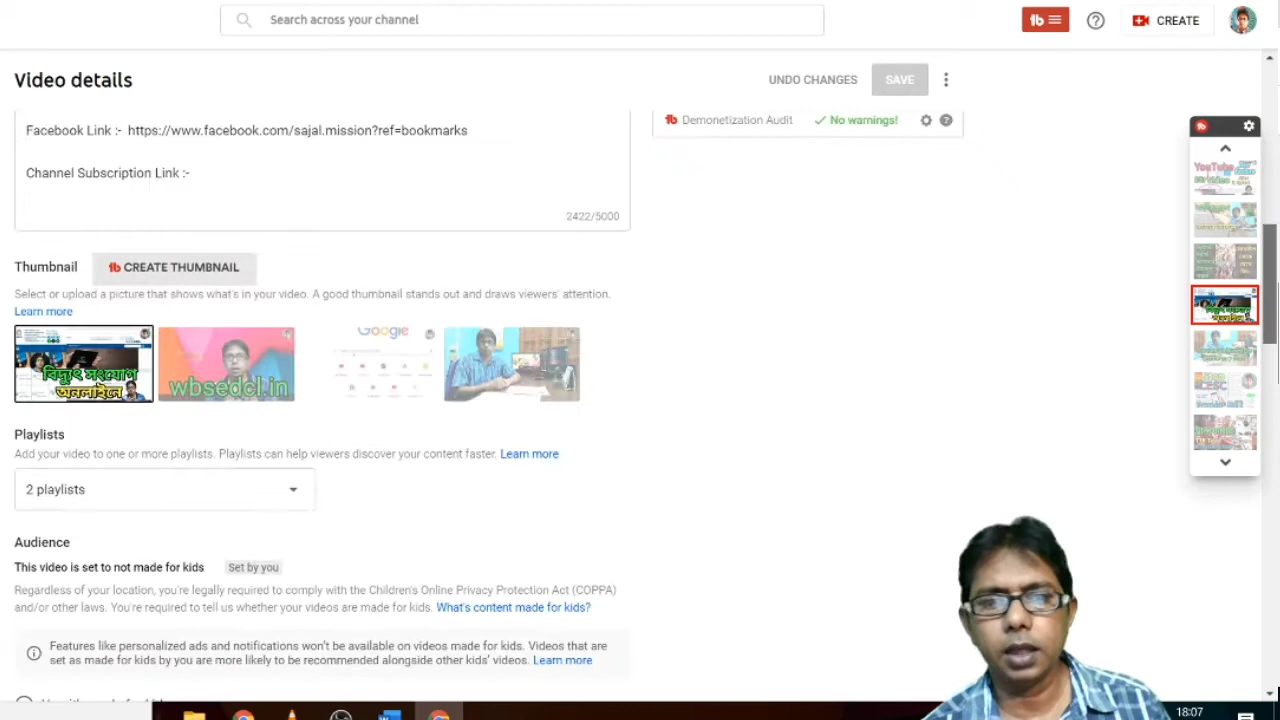 Search across your channel
CREATE
Video details
UNDO CHANGES
SAVE
Facebook Link :-  https://www.facebook.com/sajal.mission?ref=bookmarks
Demonetization Audit
No warnings!
Channel Subscription Link :-
2422/5000
Thumbnail
CREATE THUMBNAIL
Select or upload a picture that shows what's in your video. A good thumbnail stands out and draws viewers' attention.
Learn more
বিদ্যুৎ সংযোগ
অনলাইনে
wbsedcl.in
Google
Playlists
Add your video to one or more playlists. Playlists can help viewers discover your content faster. Learn more
2 playlists
Audience
This video is set to not made for kids
Set by you
Regardless of your location, you're legally required to comply with the Children's Online Privacy Protection Act (COPPA)
and/or other laws. You're required to tell us whether your videos are made for kids. What's content made for kids?
Features like personalized ads and notifications won't be available on videos made for kids. Videos that are
set as made for kids by you are more likely to be recommended alongside other kids' videos. Learn more
YouTube
18:07